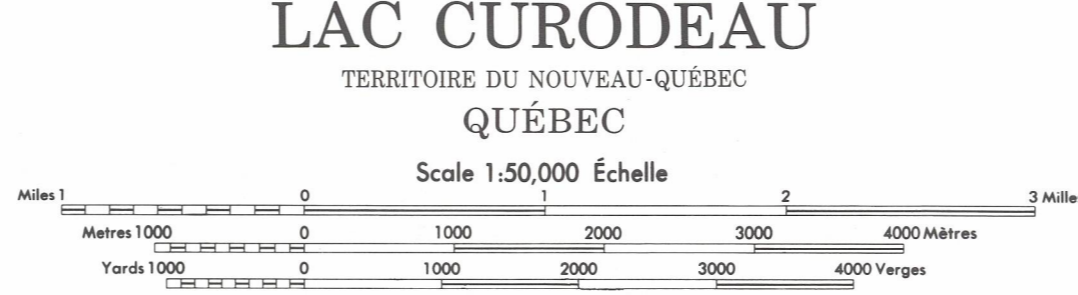 LAC CURODEAU
TERRITOIRE DU NOUVEAU-QUÉBEC
QUÉBEC
Scale 1:50,000 Échelle
Miles 1 0 1 2 3 Mille
Metres 1000 0 1000 2000 3000 4000 Mètres
Yards 1000 0 1000 2000 3000 4000 Verges